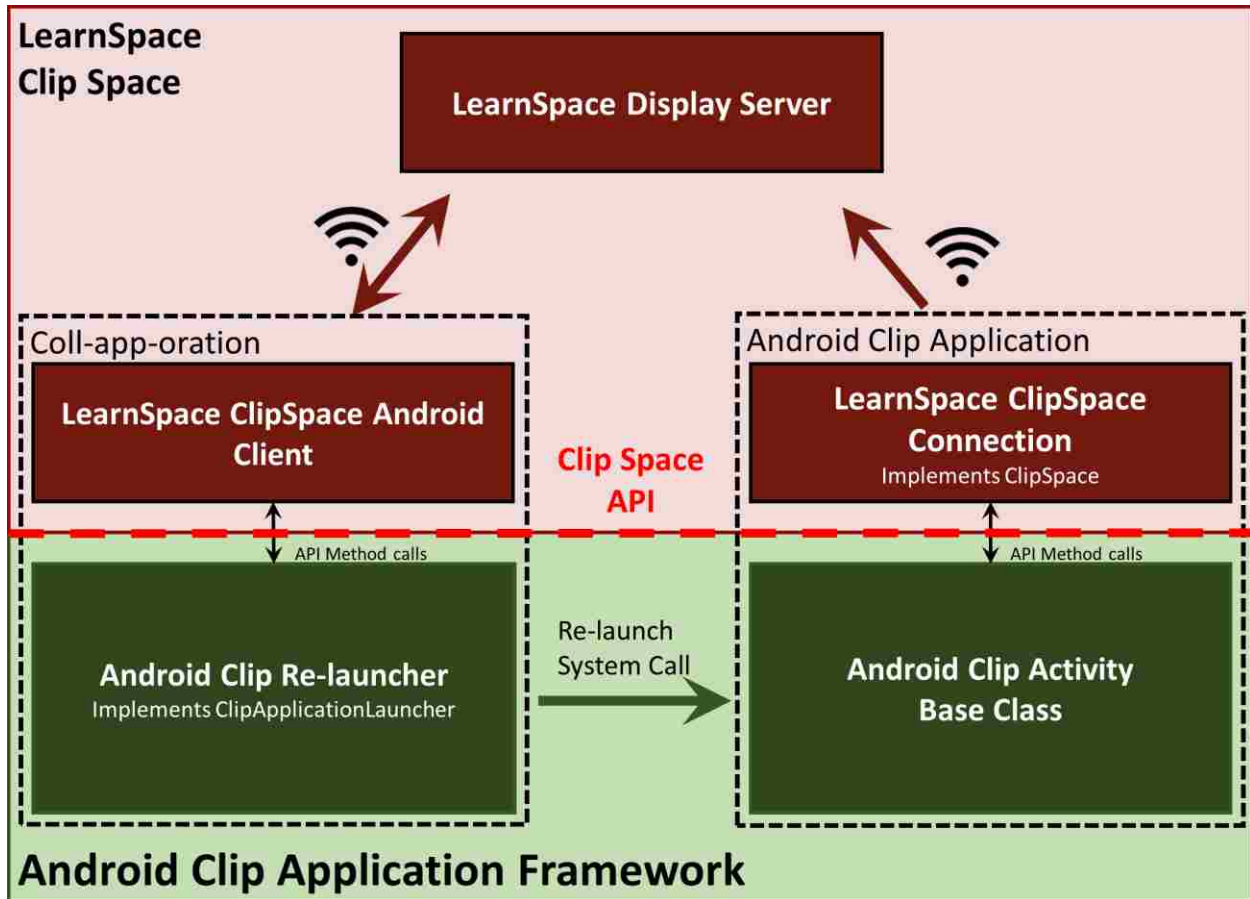 LearnSpace
Clip Space
LearnSpace Display Server
Coll-app-oration
LearnSpace ClipSpace Android
Client
Android Clip Application
LearnSpace ClipSpace
Connection
Implements ClipSpace
Clip Space
API
API Method calls
API Method calls
Android Clip Re-launcher
Implements ClipApplicationLauncher
Re-launch
System Call
Android Clip Activity
Base Class
Android Clip Application Framework